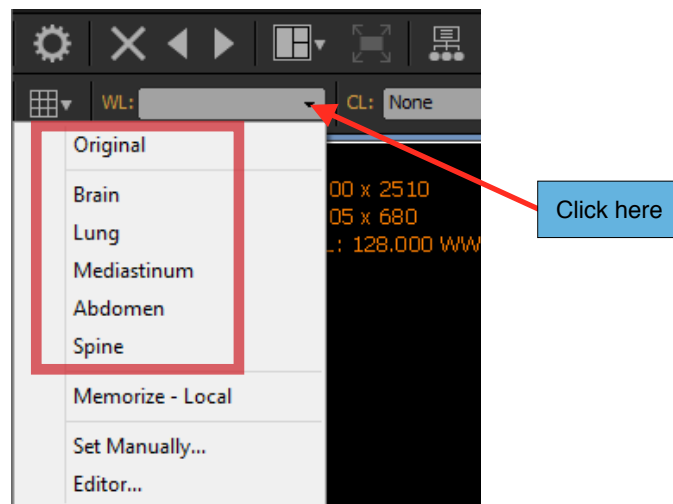 WL:
CL: None
Original
Brain
00 x 2510
Lung
05 x 680
: 128.000 WW
Click here
Mediastinum
Abdomen
Spine
Memorize - Local
Set Manually...
Editor...